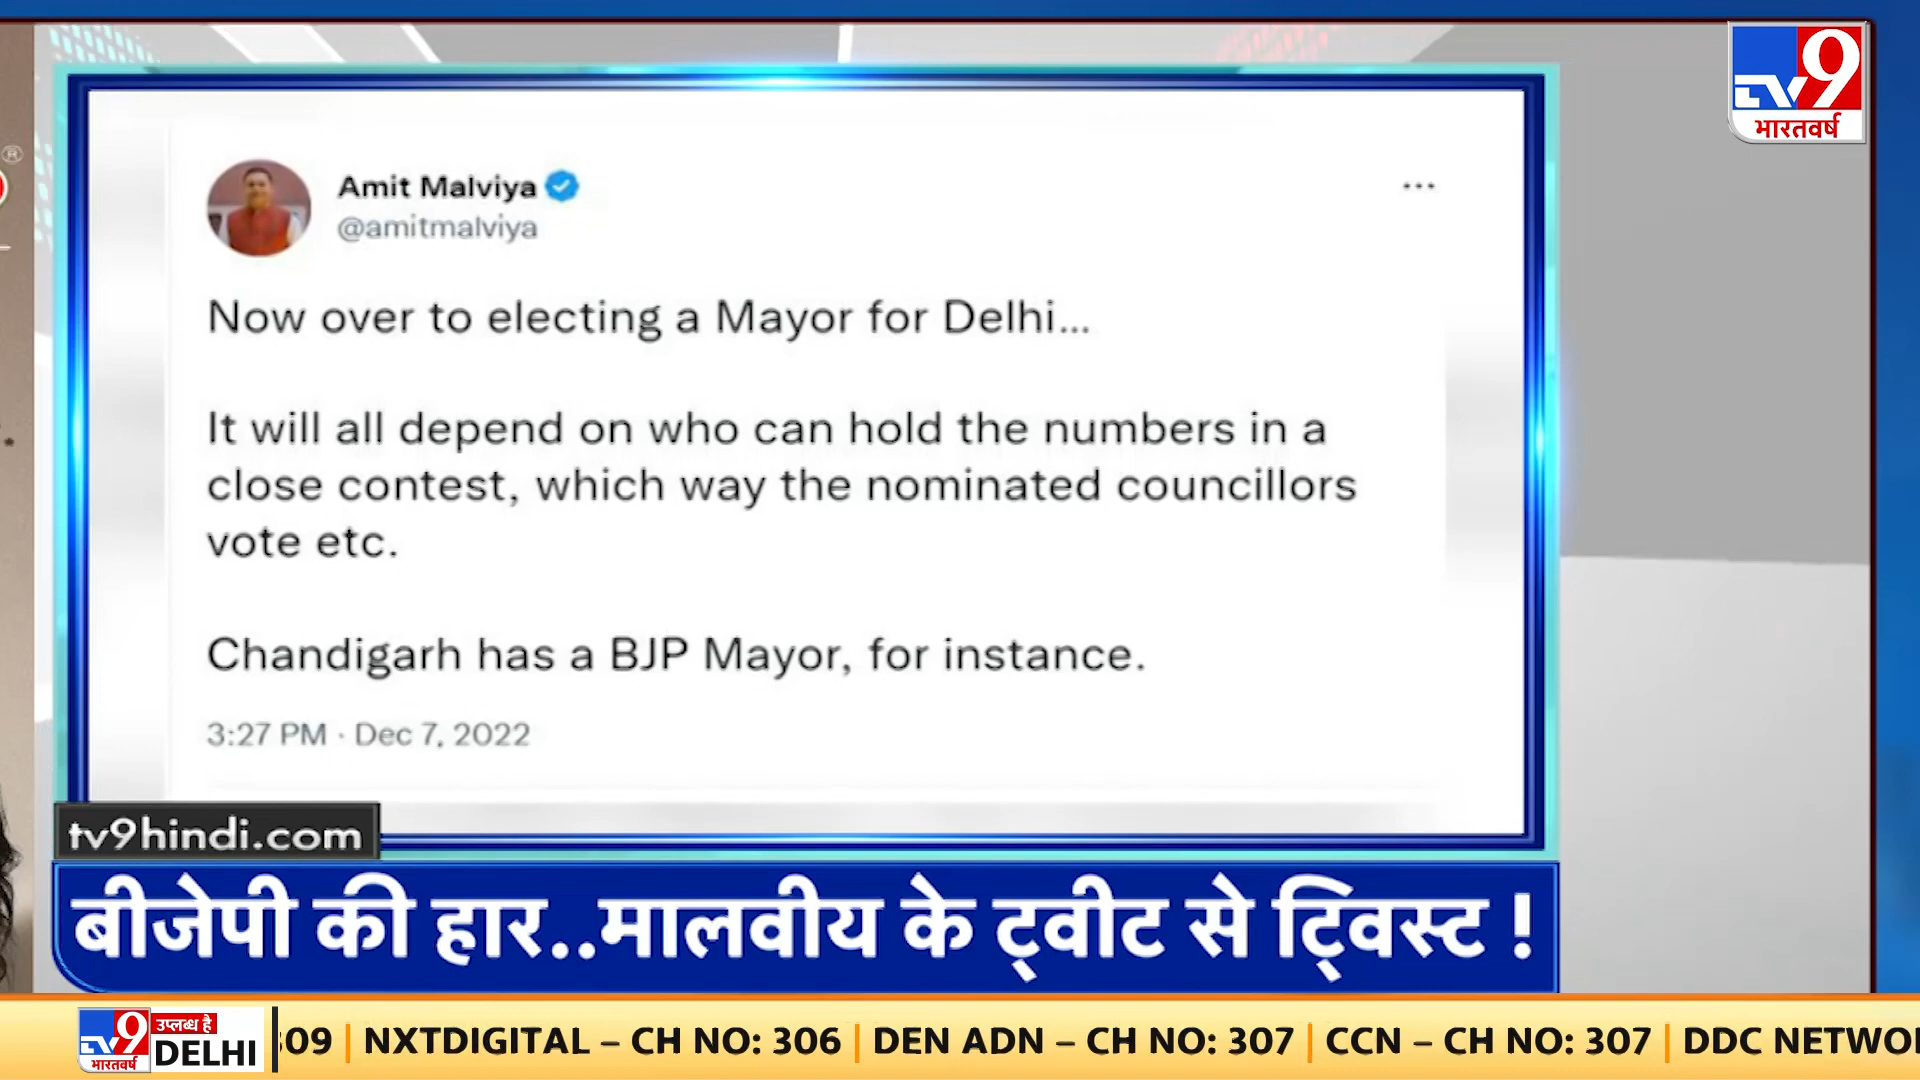 TV9
भारतवर्ष
®
Amit Malviya
@amitmalviya
...
Now over to electing a Mayor for Delhi...
It will all depend on who can hold the numbers in a
close contest, which way the nominated councillors
vote etc.
Chandigarh has a BJP Mayor, for instance.
3:27 PM · Dec 7, 2022
tv9hindi.com
बीजेपी की हार..मालवीय के ट्वीट से ट्विस्ट !
TV9 भारतवर्ष उप्लब्ध है DELHI
309 | NXTDIGITAL – CH NO: 306 | DEN ADN – CH NO: 307 | CCN – CH NO: 307 | DDC NETWO